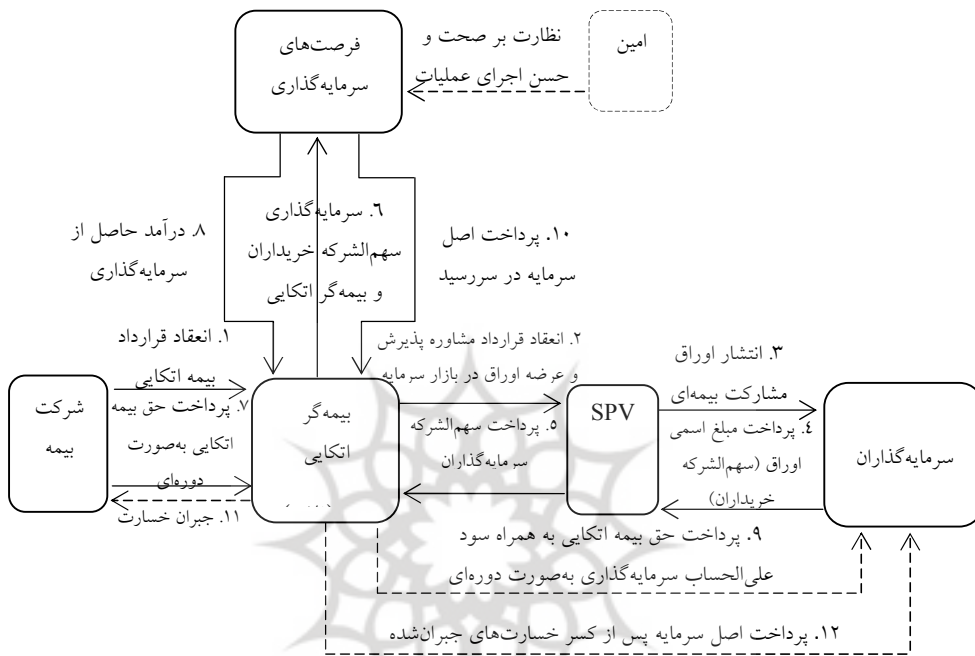 فرصت‌های
سرمایه‌گذاری
نظارت بر صحت و
حسن اجرای عملیات
امین
۸. درآمد حاصل از
سرمایه‌گذاری
۶. سرمایه‌گذاری
سهم‌الشرکه خریداران
و بیمه‌گر اتکایی
۱۰. پرداخت اصل
سرمایه در سررسید
۱. انعقاد قرارداد
بیمه اتکایی
۲. انعقاد قرارداد مشاوره پذیرش
و عرضه اوراق در بازار سرمایه
۳. انتشار اوراق
مشارکت بیمه‌ای
شرکت
بیمه
۷. پرداخت حق بیمه
اتکایی به‌صورت
دوره‌ای
۱۱. جبران خسارت
بیمه‌گر
اتکایی
۵. پرداخت سهم‌الشرکه
سرمایه‌گذاران
SPV
٤. پرداخت مبلغ اسمی
اوراق (سهم‌الشرکه
خریداران)
سرمایه‌گذاران
۹. پرداخت حق بیمه اتکایی به همراه سود
علی‌الحساب سرمایه‌گذاری به‌صورت دوره‌ای
۱۲. پرداخت اصل سرمایه پس از کسر خسارت‌های جبران‌شده